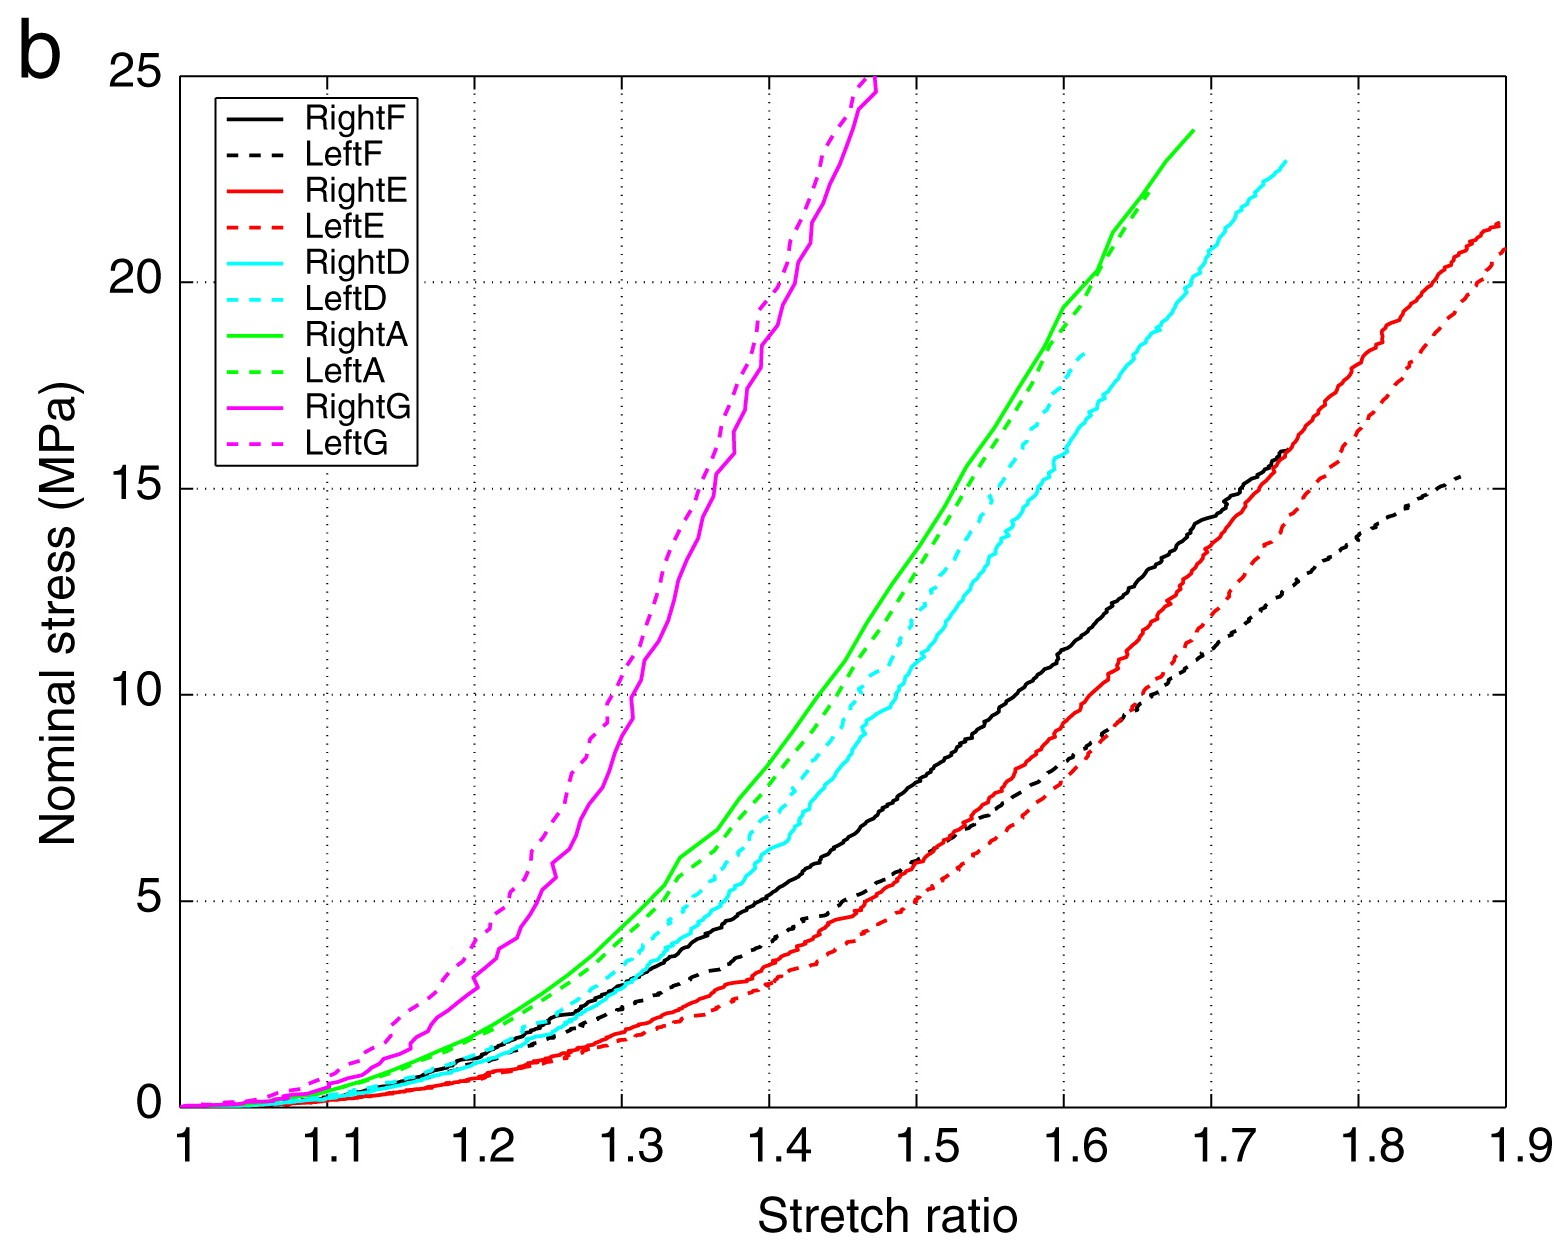 b
25
20
15
10
5
0
RightF
LeftF
RightE
LeftE
RightD
LeftD
RightA
LeftA
RightG
LeftG
Nominal stress (MPa)
1 1.1 1.2 1.3 1.4 1.5 1.6 1.7 1.8 1.9
Stretch ratio